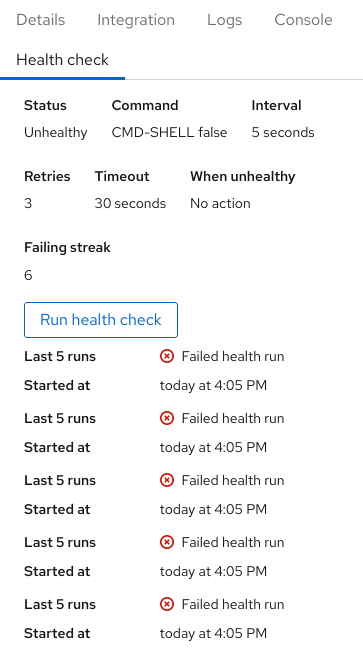 Details Integration Logs Console
Health check
Status Command Interval
Unhealthy CMD-SHELL false 5 seconds
Retries Timeout When unhealthy
3 30 seconds No action
Failing streak
6
Run health check
Last 5 runs Failed health run
Started at today at 4:05 PM
Last 5 runs Failed health run
Started at today at 4:05 PM
Last 5 runs Failed health run
Started at today at 4:05 PM
Last 5 runs Failed health run
Started at today at 4:05 PM
Last 5 runs Failed health run
Started at today at 4:05 PM